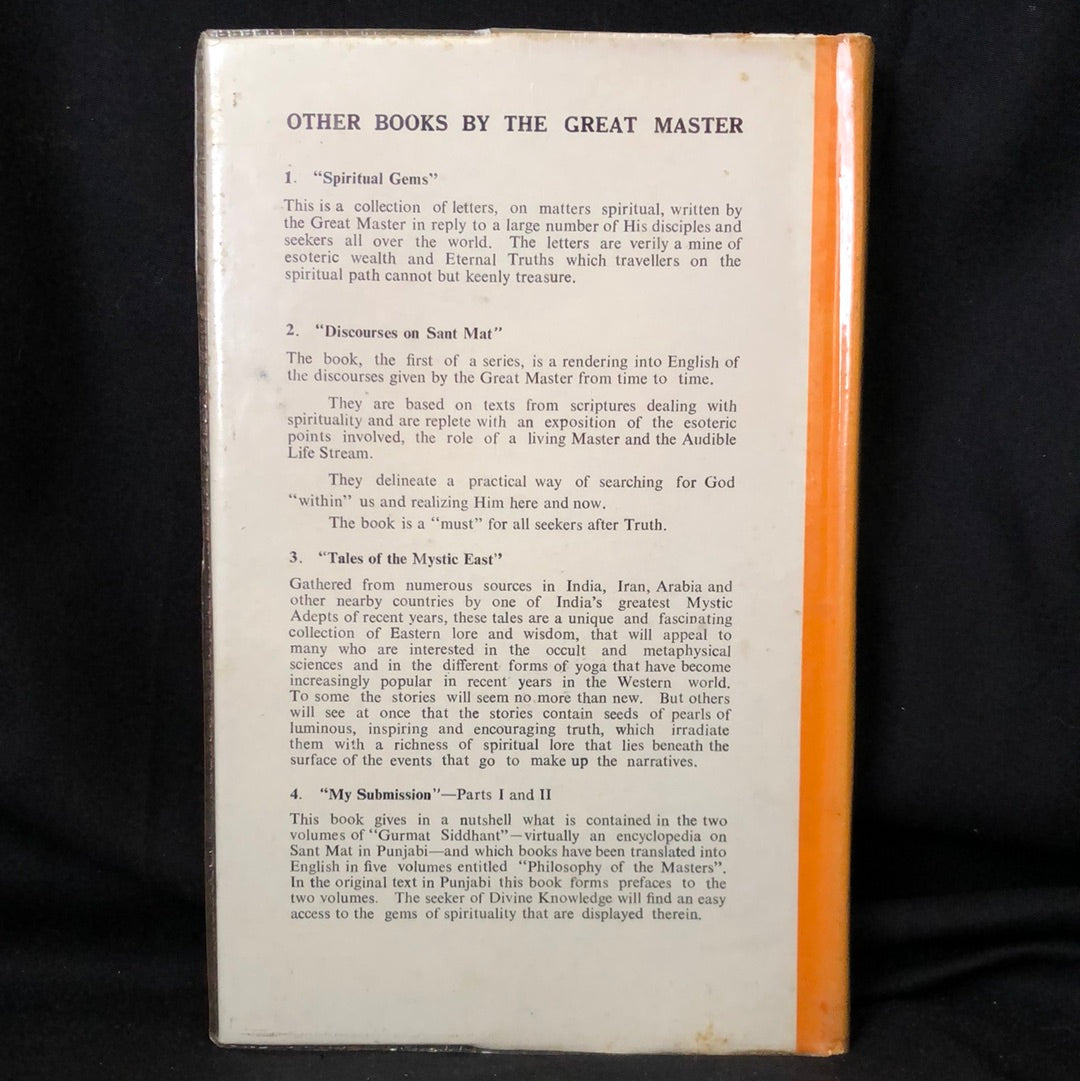 OTHER BOOKS BY THE GREAT MASTER
1. “Spiritual Gems”
This is a collection of letters, on matters spiritual, written by
the Great Master in reply to a large number of His disciples and
seekers all over the world. The letters are verily a mine of
esoteric wealth and Eternal Truths which travellers on the
spiritual path cannot but keenly treasure.
2. “Discourses on Sant Mat”
The book, the first of a series, is a rendering into English of
the discourses given by the Great Master from time to time.
They are based on texts from scriptures dealing with
spirituality and are replete with an exposition of the esoteric
points involved, the role of a living Master and the Audible
Life Stream.
They delineate a practical way of searching for God
“within” us and realizing Him here and now.
The book is a “must” for all seekers after Truth.
3. “Tales of the Mystic East”
Gathered from numerous sources in India, Iran, Arabia and
other nearby countries by one of India’s greatest Mystic
Adepts of recent years, these tales are a unique and fascinating
collection of Eastern lore and wisdom, that will appeal to
many who are interested in the occult and metaphysical
sciences and in the different forms of yoga that have become
increasingly popular in recent years in the Western world.
To some the stories will seem no more than new. But others
will see at once that the stories contain seeds of pearls of
luminous, inspiring and encouraging truth, which irradiate
them with a richness of spiritual lore that lies beneath the
surface of the events that go to make up the narratives.
4. “My Submission”—Parts I and II
This book gives in a nutshell what is contained in the two
volumes of “Gurmat Siddhant”—virtually an encyclopedia on
Sant Mat in Punjabi—and which books have been translated into
English in five volumes entitled “Philosophy of the Masters”.
In the original text in Punjabi this book forms prefaces to the
two volumes. The seeker of Divine Knowledge will find an easy
access to the gems of spirituality that are displayed therein.